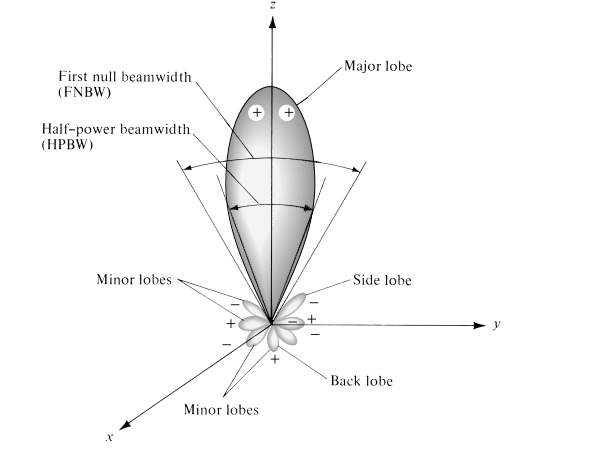 z
Major lobe
First null beamwidth
(FNBW)
+ +
Half-power beamwidth
(HPBW)
Minor lobes
Side lobe
− −
+ − +
− −
+
y
Back lobe
Minor lobes
x